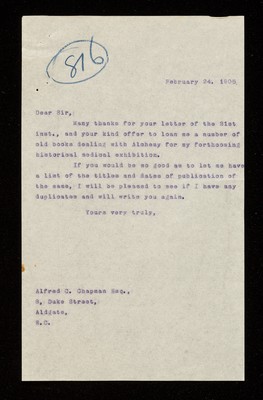 816
February 24. 1909.
Dear Sir,
Many thanks for your letter of the 21st
inst., and your kind offer to loan me a number of
old books dealing with Alchemy for my forthcoming
historical medical exhibition.
If you would be so good as to let me have
a list of the titles and dates of publication of
the same, I will be pleased to see if I have any
duplicates and will write you again.
Yours very truly,
Alfred C. Chapman Esq.,
8, Duke Street,
Aldgate,
E.C.